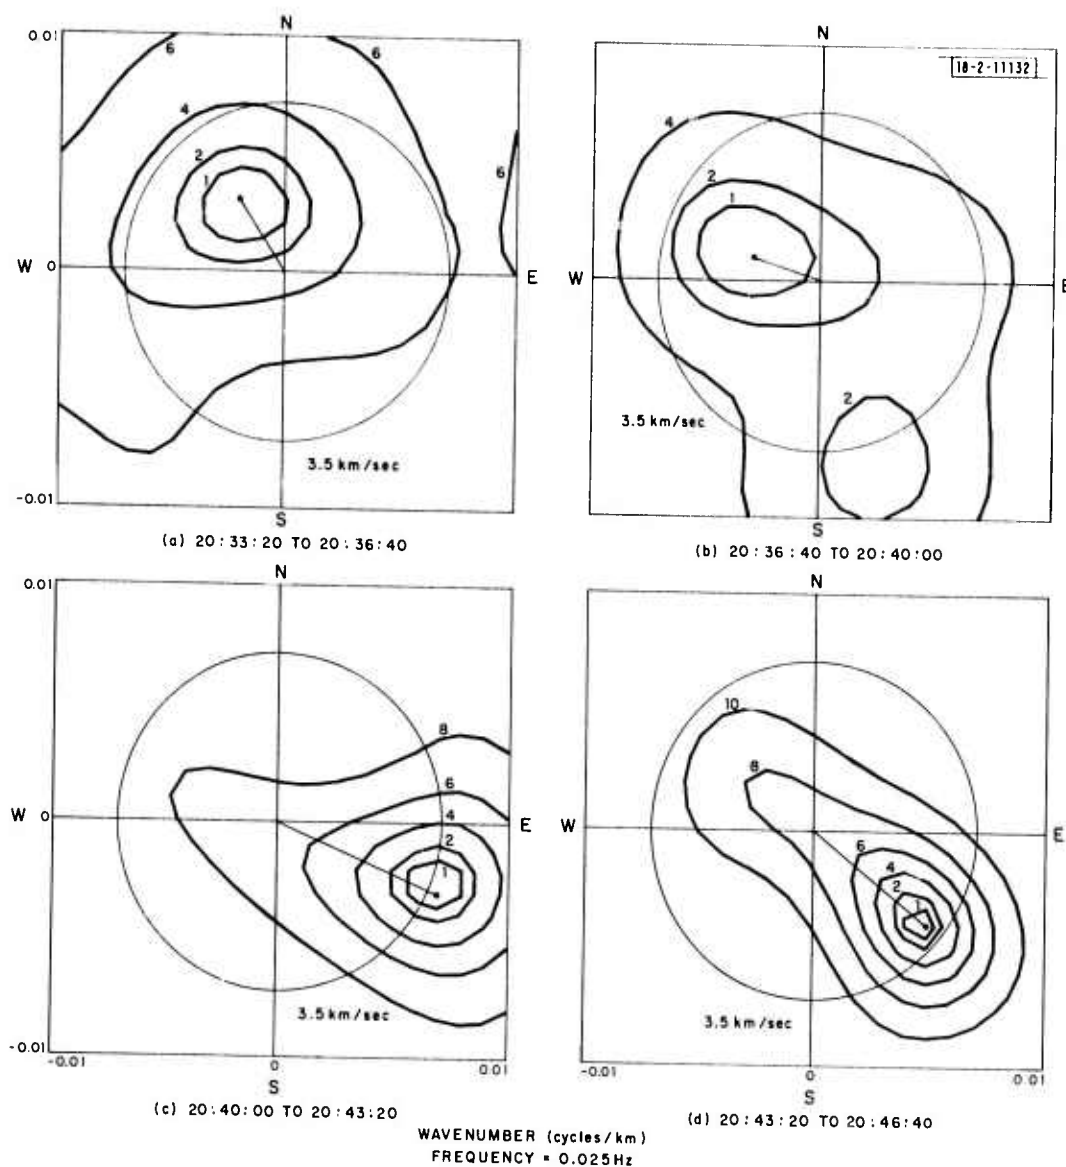 N
0.01
6
6
4
2
1
6
W
0
E
3.5 km/sec
-0.01
S
(a) 20:33:20 TO 20:36:40
N
18-2-11132
4
2
1
W
E
2
3.5 km/sec
S
(b) 20:36:40 TO 20:40:00
N
0.01
8
6
4
2
1
W
0
E
3.5 km/sec
-0.01
-0.01
0
0.01
S
(c) 20:40:00 TO 20:43:20
N
10
8
6
4
2
1
W
E
3.5 km/sec
-0.01
0
0.01
S
(d) 20:43:20 TO 20:46:40
WAVENUMBER (cycles/km)
FREQUENCY = 0.025Hz